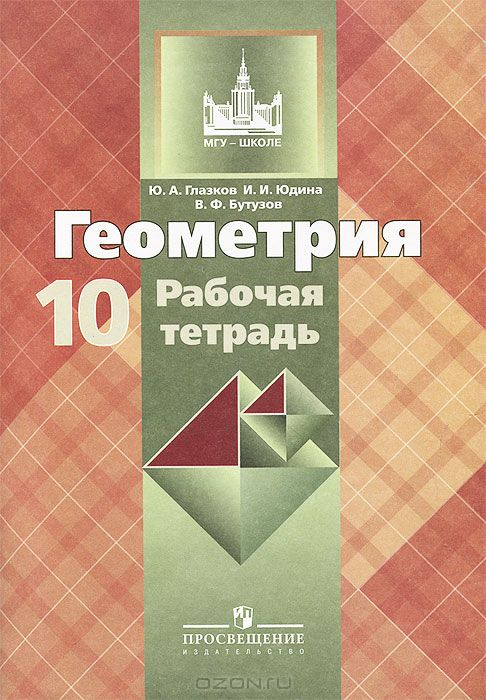 МГУ – ШКОЛЕ
Ю. А. Глазков И. И. Юдина
В. Ф. Бутузов
Геометрия
10 Рабочая
тетрадь
ПРОСВЕЩЕНИЕ
ИЗДАТЕЛЬСТВО
OZON.RU